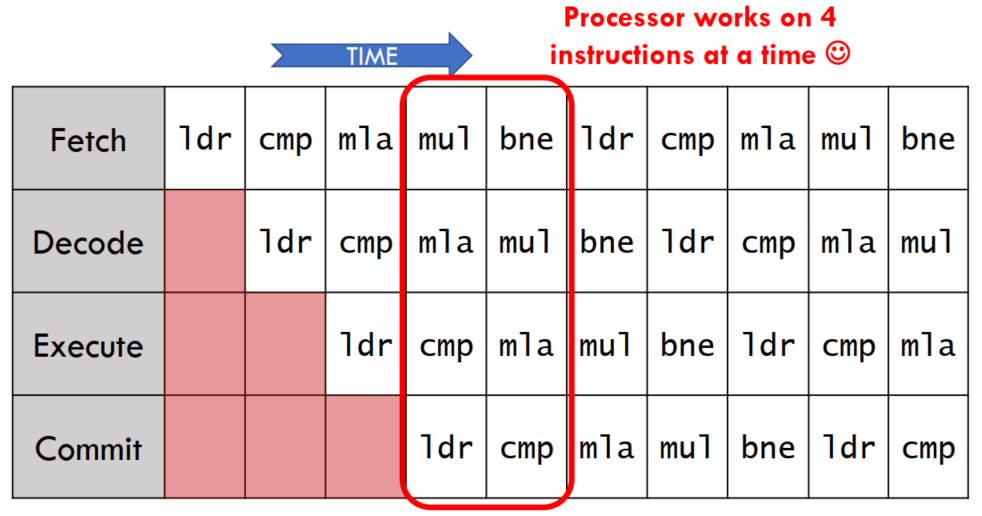 Processor works on 4
instructions at a time ☺
TIME
Fetch ldr cmp mla mul bne ldr cmp mla mul bne
Decode ldr cmp mla mul bne ldr cmp mla mul
Execute ldr cmp mla mul bne ldr cmp mla
Commit ldr cmp mla mul bne ldr cmp